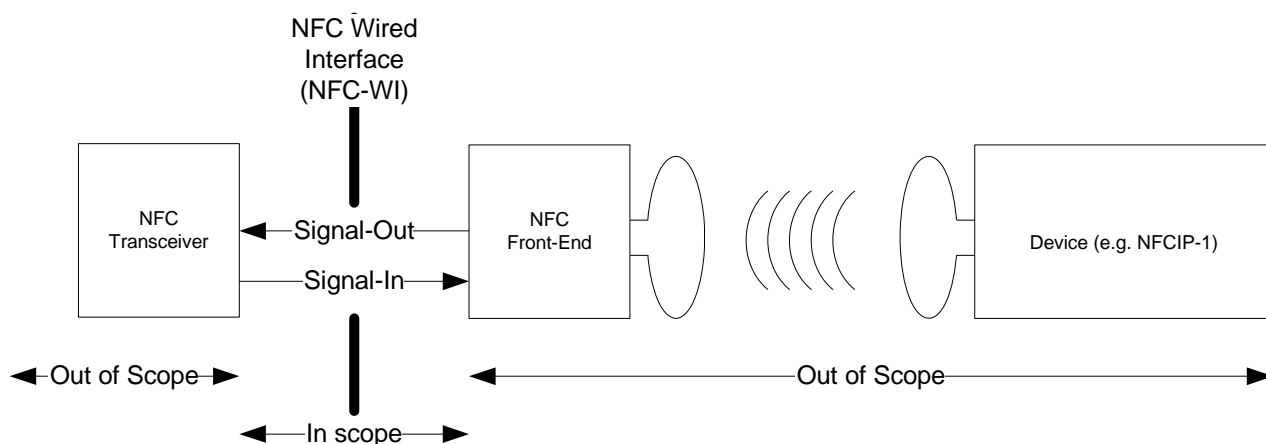 NFC Wired
Interface
(NFC-WI)
NFC
Transceiver
Signal-Out
Signal-In
NFC
Front-End
Device (e.g. NFCIP-1)
Out of Scope
Out of Scope
In scope